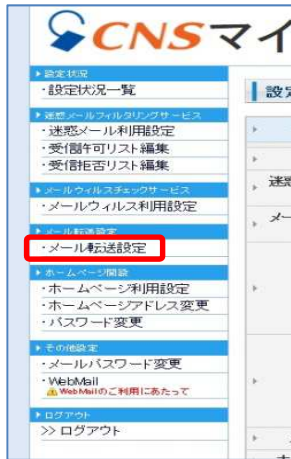 CNSマイ
設定状況
・設定状況一覧
設定
迷惑メールフィルタリングサービス
・迷惑メール利用設定
・受信許可リスト編集
・受信拒否リスト編集
迷惑
メールウィルスチェックサービス
・メールウィルス利用設定
メー
メール転送設定
・メール転送設定
ホームページ開設
・ホームページ利用設定
・ホームページアドレス変更
・パスワード変更
その他設定
・メールパスワード変更
・WebMail
WebMailのご利用にあたって
ログアウト
>> ログアウト